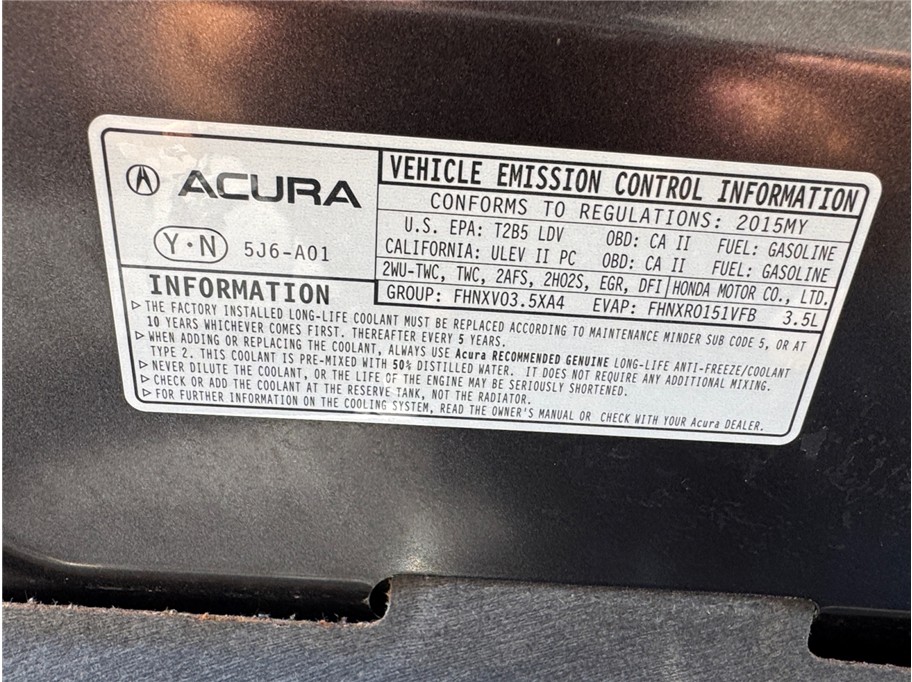 ACURA
Y·N 5J6-A01
VEHICLE EMISSION CONTROL INFORMATION
CONFORMS TO REGULATIONS: 2015MY
U.S. EPA: T2B5 LDV OBD: CA II FUEL: GASOLINE
CALIFORNIA: ULEV II PC OBD: CA II FUEL: GASOLINE
2WU-TWC, TWC, 2AFS, 2HO2S, EGR, DFI HONDA MOTOR CO., LTD.
GROUP: FHNXV03.5XA4 EVAP: FHNXR0151VFB 3.5L
INFORMATION
▷ THE FACTORY INSTALLED LONG-LIFE COOLANT MUST BE REPLACED ACCORDING TO MAINTENANCE MINDER SUB CODE 5, OR AT
10 YEARS WHICHEVER COMES FIRST. THEREAFTER EVERY 5 YEARS.
▷ WHEN ADDING OR REPLACING THE COOLANT, ALWAYS USE Acura RECOMMENDED GENUINE LONG-LIFE ANTI-FREEZE/COOLANT
TYPE 2. THIS COOLANT IS PRE-MIXED WITH 50% DISTILLED WATER. IT DOES NOT REQUIRE ANY ADDITIONAL MIXING.
▷ NEVER DILUTE THE COOLANT, OR THE LIFE OF THE ENGINE MAY BE SERIOUSLY SHORTENED.
▷ CHECK OR ADD THE COOLANT AT THE RESERVE TANK, NOT THE RADIATOR.
▷ FOR FURTHER INFORMATION ON THE COOLING SYSTEM, READ THE OWNER'S MANUAL OR CHECK WITH YOUR Acura DEALER.